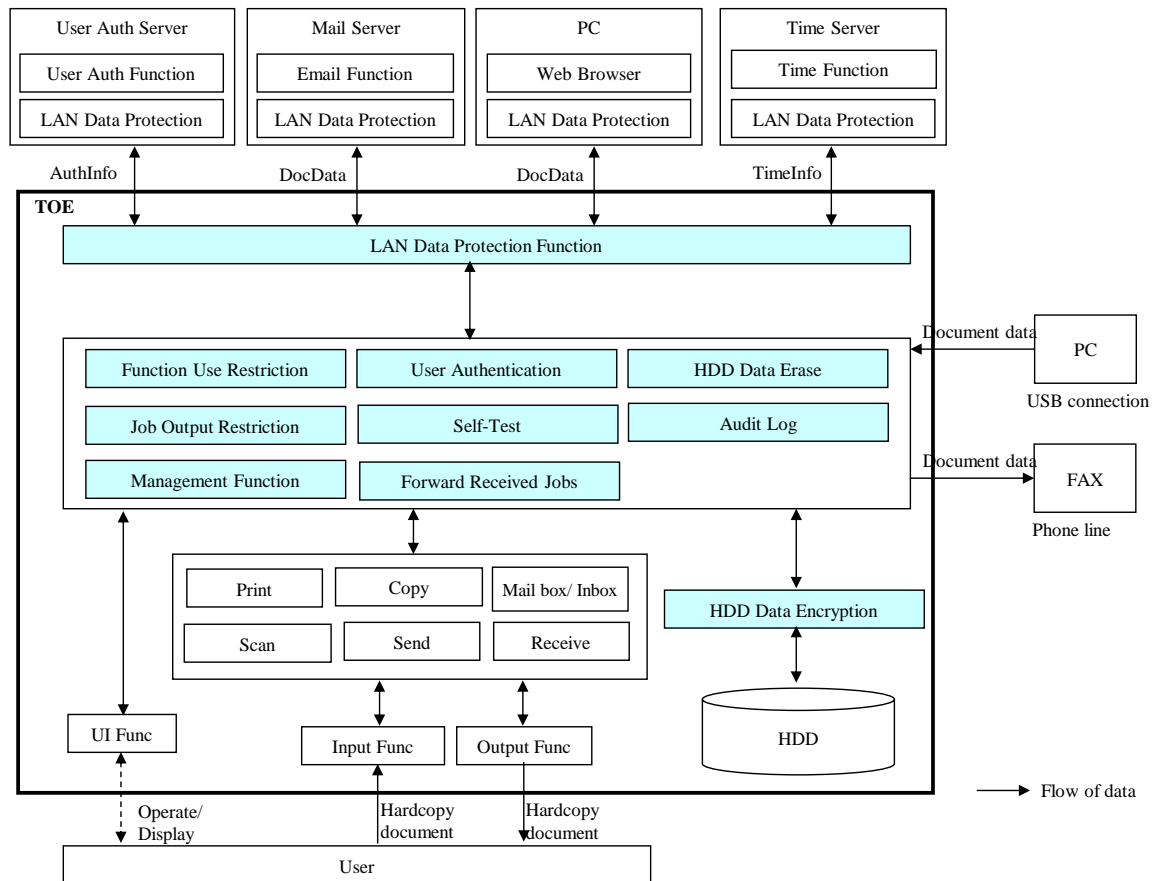 User Auth Server
User Auth Function
LAN Data Protection
Mail Server
Email Function
LAN Data Protection
PC
Web Browser
LAN Data Protection
Time Server
Time Function
LAN Data Protection
AuthInfo
DocData
DocData
TimeInfo
TOE
LAN Data Protection Function
Function Use Restriction
User Authentication
HDD Data Erase
Job Output Restriction
Self-Test
Audit Log
Management Function
Forward Received Jobs
Document data
PC
USB connection
Document data
FAX
Phone line
Print
Copy
Mail box/ Inbox
Scan
Send
Receive
HDD Data Encryption
HDD
UI Func
Input Func
Output Func
Flow of data
Operate/
Display
Hardcopy
document
Hardcopy
document
User